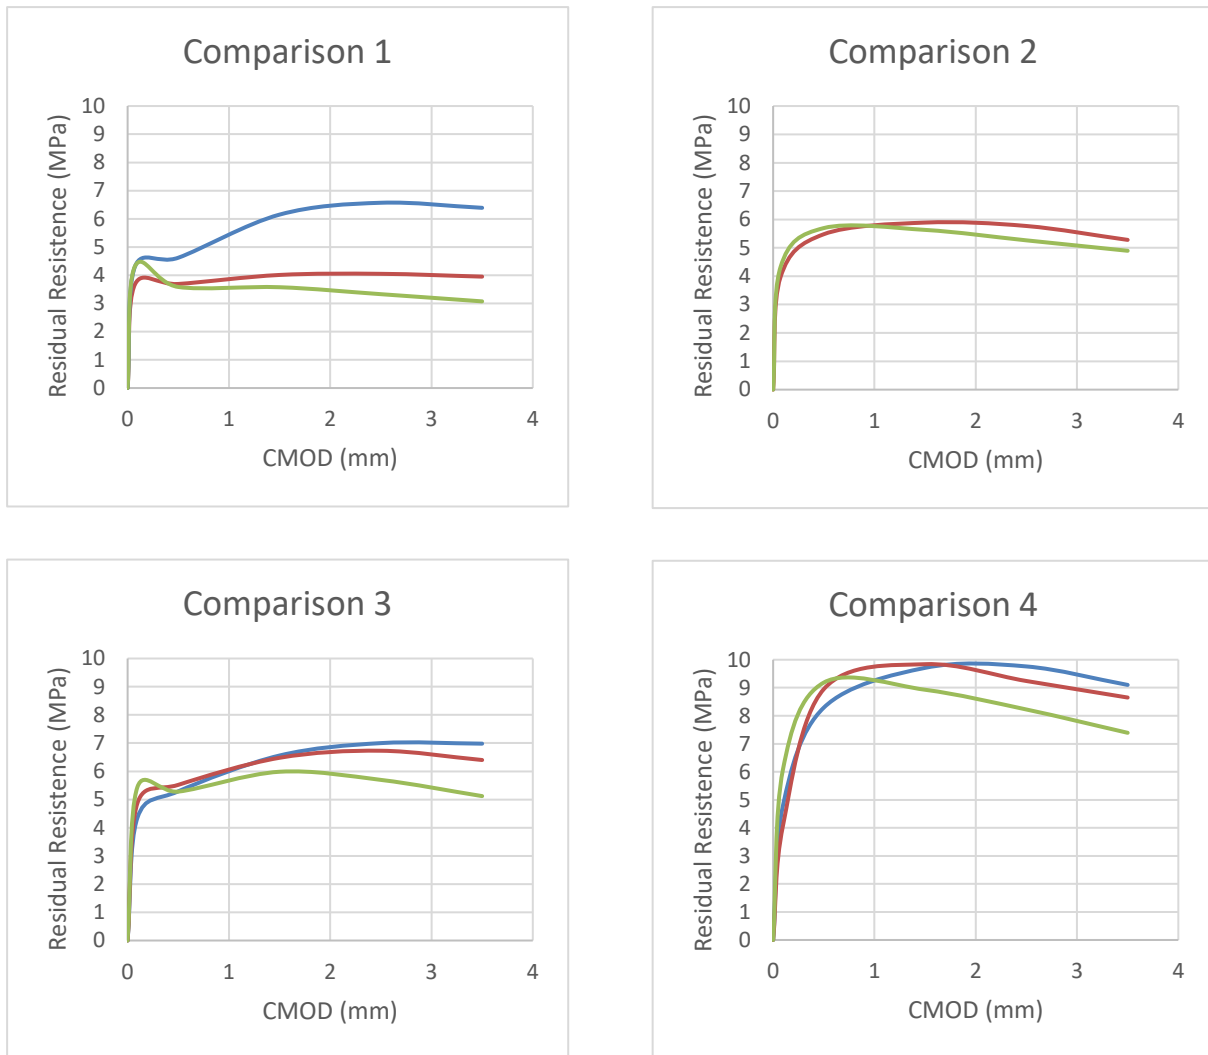 Comparison 1
10
9
8
7
6
5
4
3
2
1
0
0 1 2 3 4
Residual Resistence (MPa)
CMOD (mm)
Comparison 2
10
9
8
7
6
5
4
3
2
1
0
0 1 2 3 4
Residual Resistence (MPa)
CMOD (mm)
Comparison 3
10
9
8
7
6
5
4
3
2
1
0
0 1 2 3 4
Residual Resistence (MPa)
CMOD (mm)
Comparison 4
10
9
8
7
6
5
4
3
2
1
0
0 1 2 3 4
Residual Resistence (MPa)
CMOD (mm)